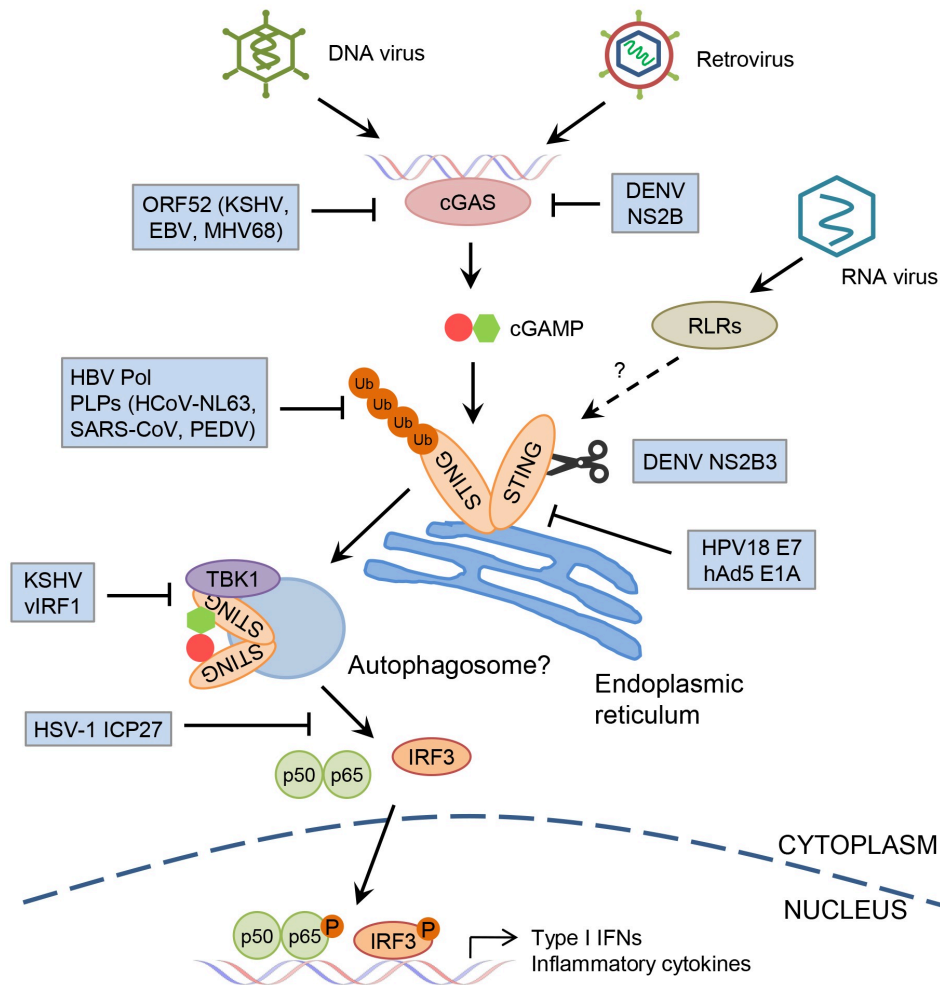 DNA virus
Retrovirus
cGAS
ORF52 (KSHV,
EBV, MHV68)
DENV
NS2B
RNA virus
cGAMP
RLRs
?
HBV Pol
PLPs (HCoV-NL63,
SARS-CoV, PEDV)
Ub
Ub
Ub
Ub
STING
STING
DENV NS2B3
HPV18 E7
hAd5 E1A
KSHV
vIRF1
TBK1
STING
STING
Autophagosome?
Endoplasmic
reticulum
HSV-1 ICP27
p50
p65
IRF3
CYTOPLASM
NUCLEUS
p50
p65
P
IRF3
P
Type I IFNs
Inflammatory cytokines